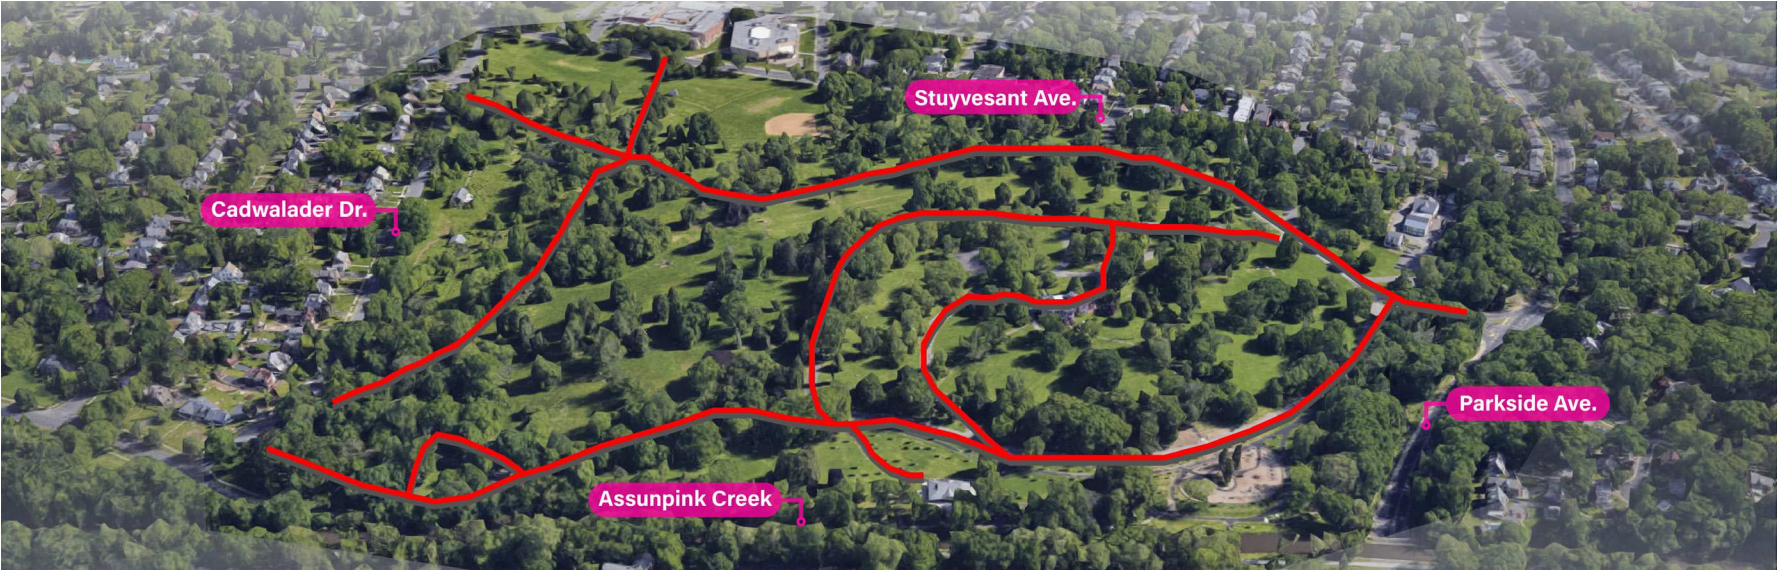 Stuyvesant Ave.
Cadwalader Dr.
Parkside Ave.
Assunpink Creek